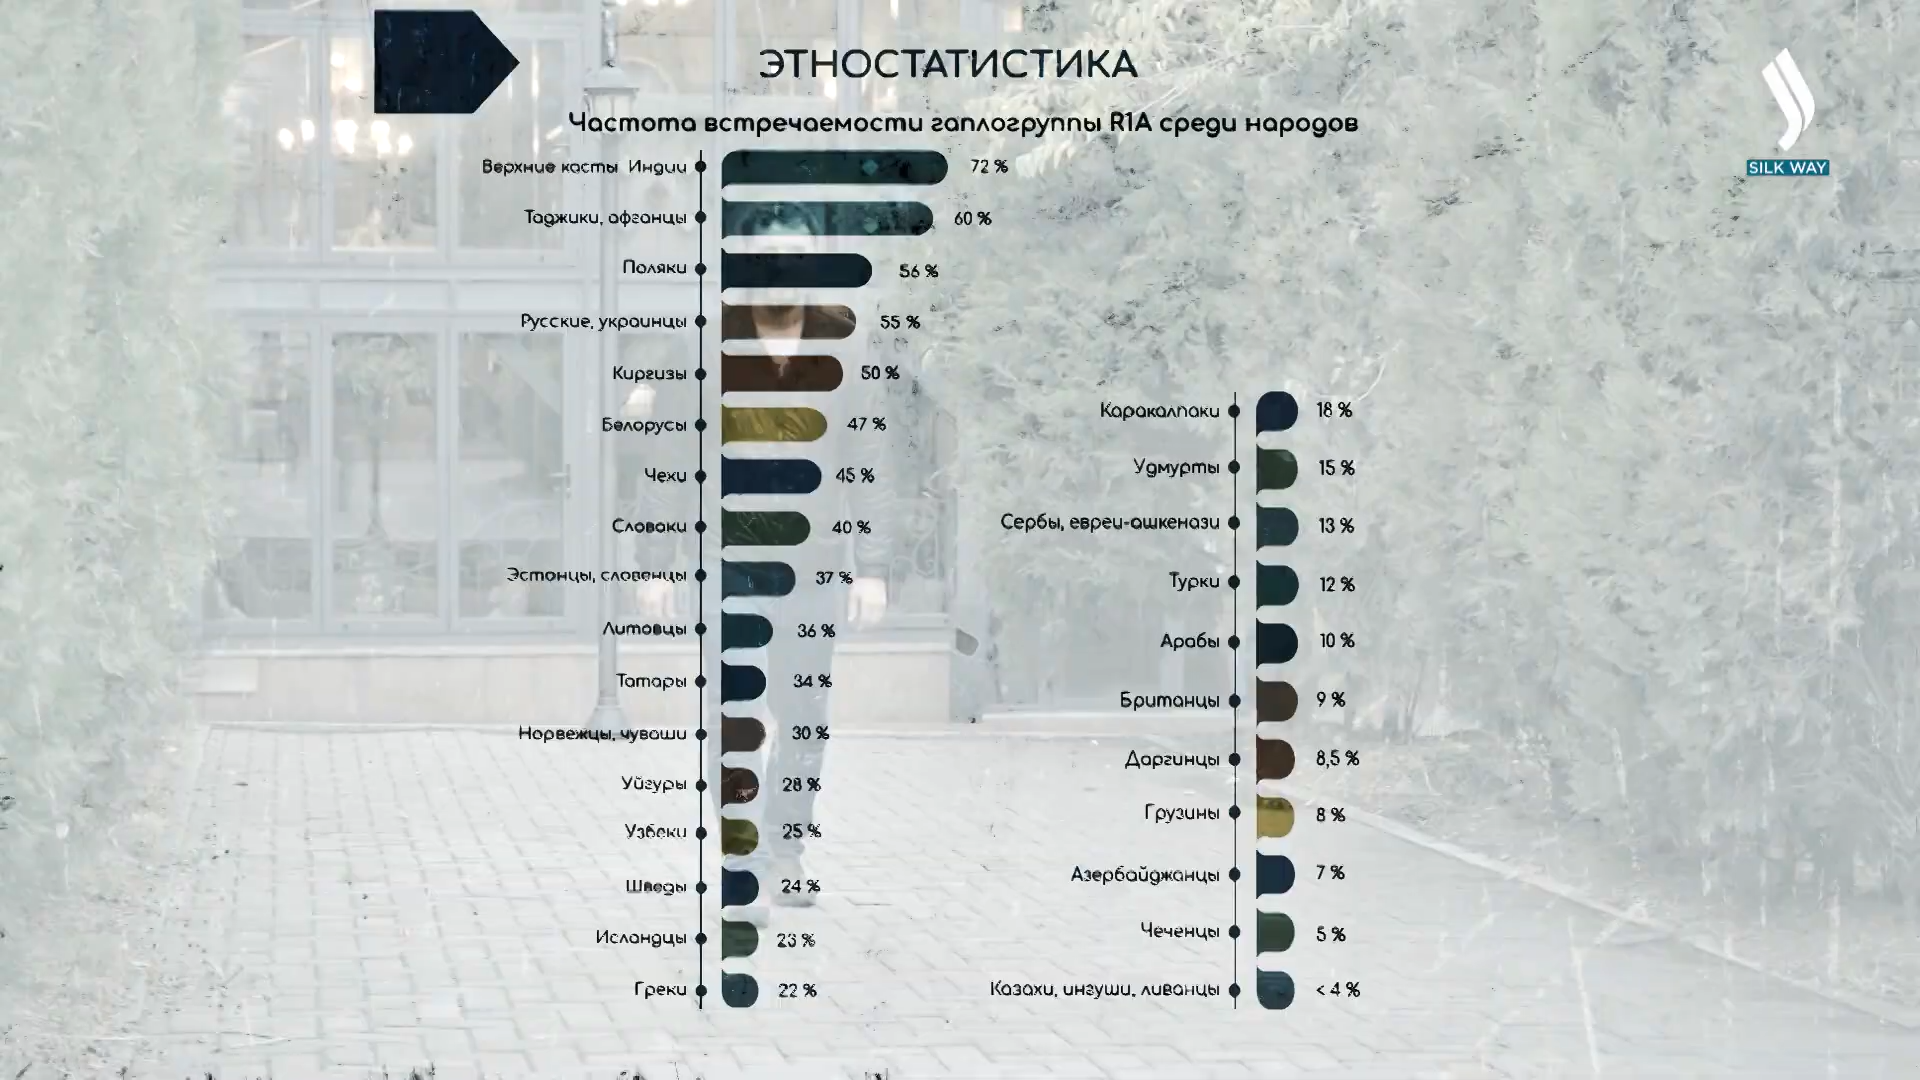 ЭТНОСТАТИСТИКА
Частота встречаемости гаплогруппы R1A среди народов
SILK WAY
Верхние касты Индии 72 %
Таджики, афганцы 60 %
Поляки 56 %
Русские, украинцы 55 %
Киргизы 50 %
Белорусы 47 %
Чехи 45 %
Словаки 40 %
Эстонцы, словенцы 37 %
Литовцы 36 %
Татары 34 %
Норвежцы, чуваши 30 %
Уйгуры 28 %
Узбеки 25 %
Шведы 24 %
Исландцы 23 %
Греки 22 %
Каракалпаки 18 %
Удмурты 15 %
Сербы, евреи-ашкенази 13 %
Турки 12 %
Арабы 10 %
Британцы 9 %
Даргинцы 8,5 %
Грузины 8 %
Азербайджанцы 7 %
Чеченцы 5 %
Казахи, ингуши, ливанцы < 4 %